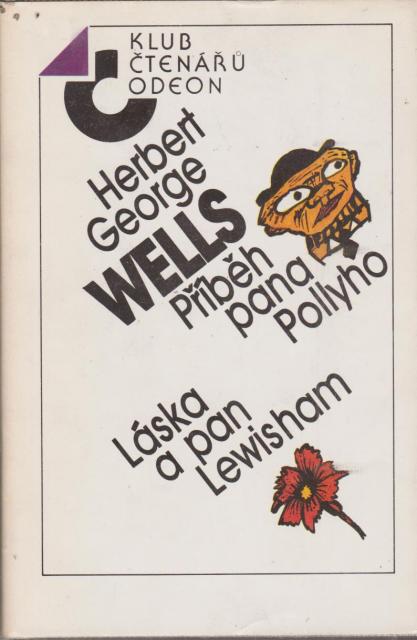 KLUB
ČTENÁŘŮ
ODEON
Herbert
George
WELLS
Příběh
pana
Pollyho
Láska
a pan
Lewisham